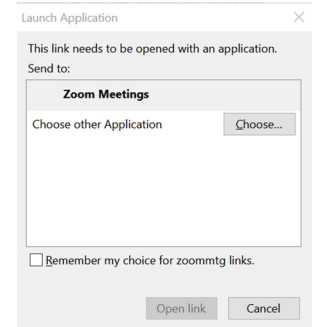 Launch Application
This link needs to be opened with an application.
Send to:
Zoom Meetings
Choose other Application
Choose...
Remember my choice for zoommtg links.
Open link
Cancel